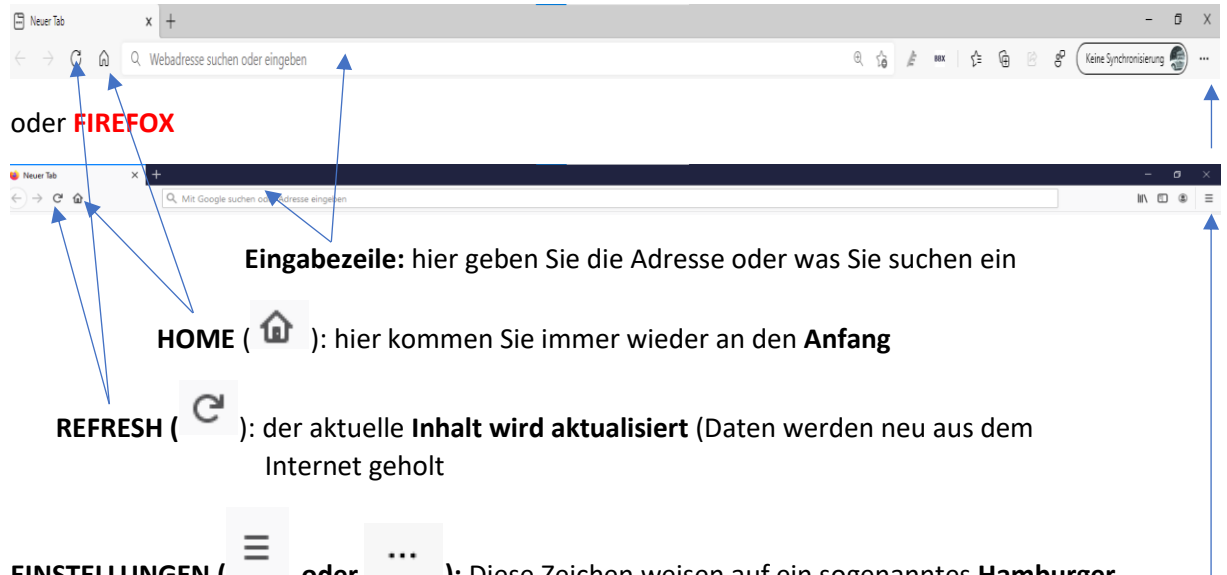 Neuer Tab
Webadresse suchen oder eingeben
BBX
Keine Synchronisierung
oder FIREFOX
Neuer Tab
Mit Google suchen oder Adresse eingeben
Eingabezeile: hier geben Sie die Adresse oder was Sie suchen ein
HOME ( ): hier kommen Sie immer wieder an den Anfang
REFRESH ( ): der aktuelle Inhalt wird aktualisiert (Daten werden neu aus dem
Internet geholt
EINSTELLUNGEN ( oder ... ): Diese Zeichen weisen auf ein sogenanntes Hamburger